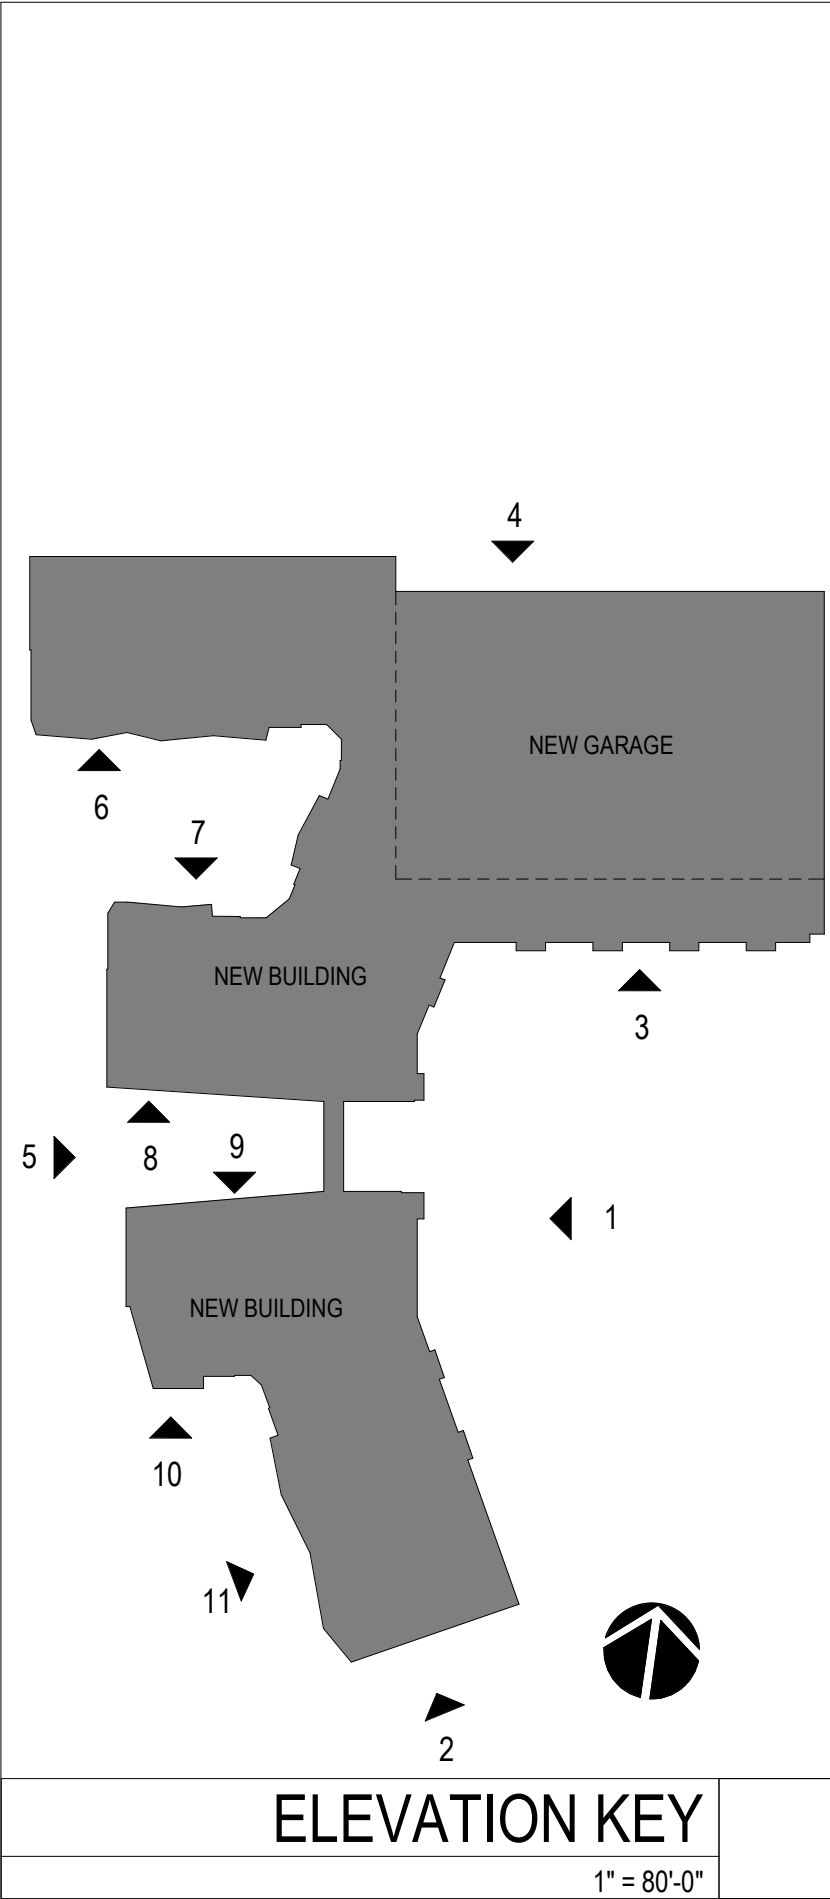 4
NEW GARAGE
6
7
NEW BUILDING
3
5
8
9
1
NEW BUILDING
10
11
2
ELEVATION KEY
1" = 80'-0"